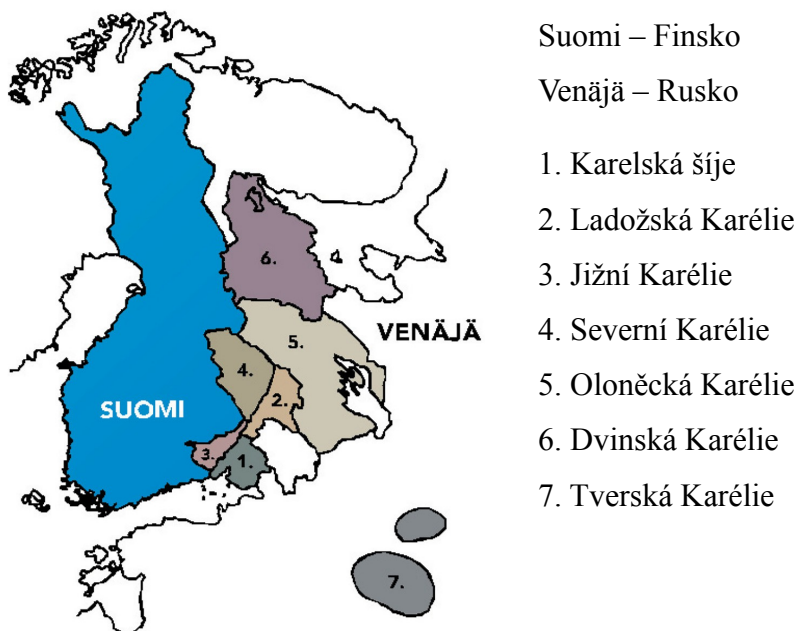 Suomi – Finsko
Venäjä – Rusko
1. Karelská šíje
2. Ladožská Karélie
3. Jižní Karélie
4. Severní Karélie
5. Oloněcká Karélie
6. Dvinská Karélie
7. Tverská Karélie
6.
5.
VENÄJÄ
4.
2.
SUOMI
3.
1.
7.